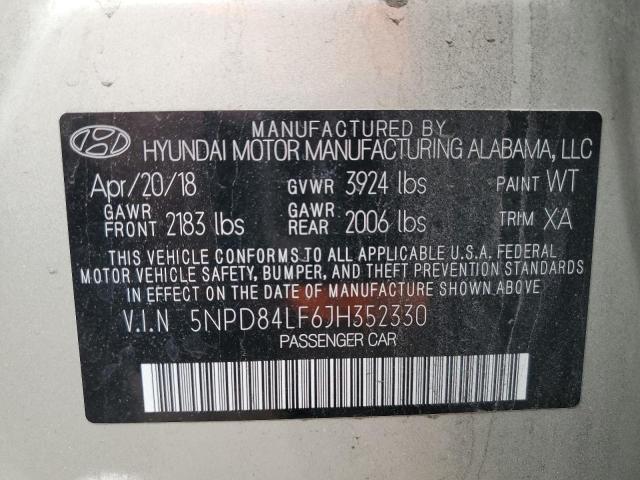 MANUFACTURED BY
HYUNDAI MOTOR MANUFACTURING ALABAMA, LLC
Apr/20/18 GVWR 3924 lbs PAINT WT
GAWR FRONT 2183 lbs GAWR REAR 2006 lbs TRIM XA
THIS VEHICLE CONFORMS TO ALL APPLICABLE U.S.A. FEDERAL
MOTOR VEHICLE SAFETY, BUMPER, AND THEFT PREVENTION STANDARDS
IN EFFECT ON THE DATE OF MANUFACTURE SHOWN ABOVE.
V.I.N 5NPD84LF6JH352330
PASSENGER CAR